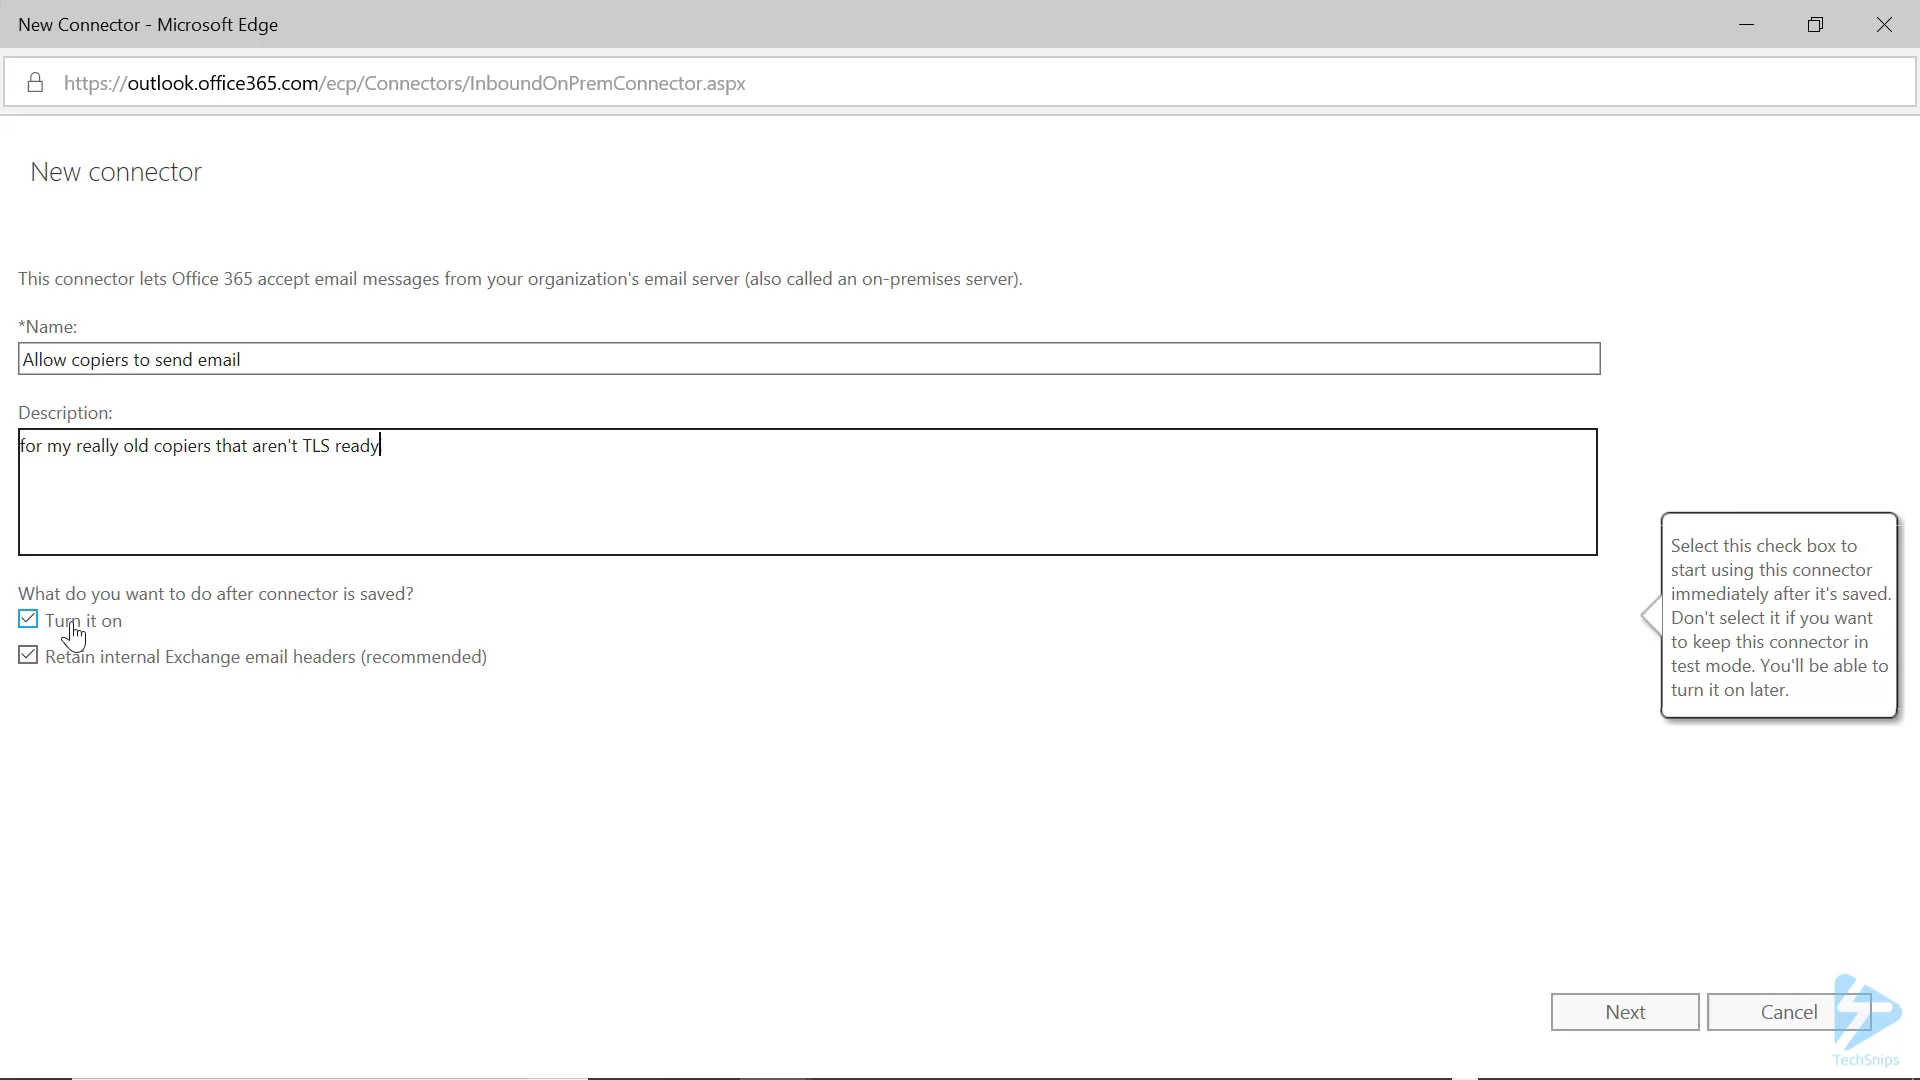 New Connector - Microsoft Edge
https://outlook.office365.com/ecp/Connectors/InboundOnPremConnector.aspx
New connector
This connector lets Office 365 accept email messages from your organization's email server (also called an on-premises server).
*Name:
Allow copiers to send email
Description:
for my really old copiers that aren't TLS ready
What do you want to do after connector is saved?
Turn it on
Retain internal Exchange email headers (recommended)
Select this check box to
start using this connector
immediately after it's saved.
Don't select it if you want
to keep this connector in
test mode. You'll be able to
turn it on later.
Next
Cancel
TechSnips